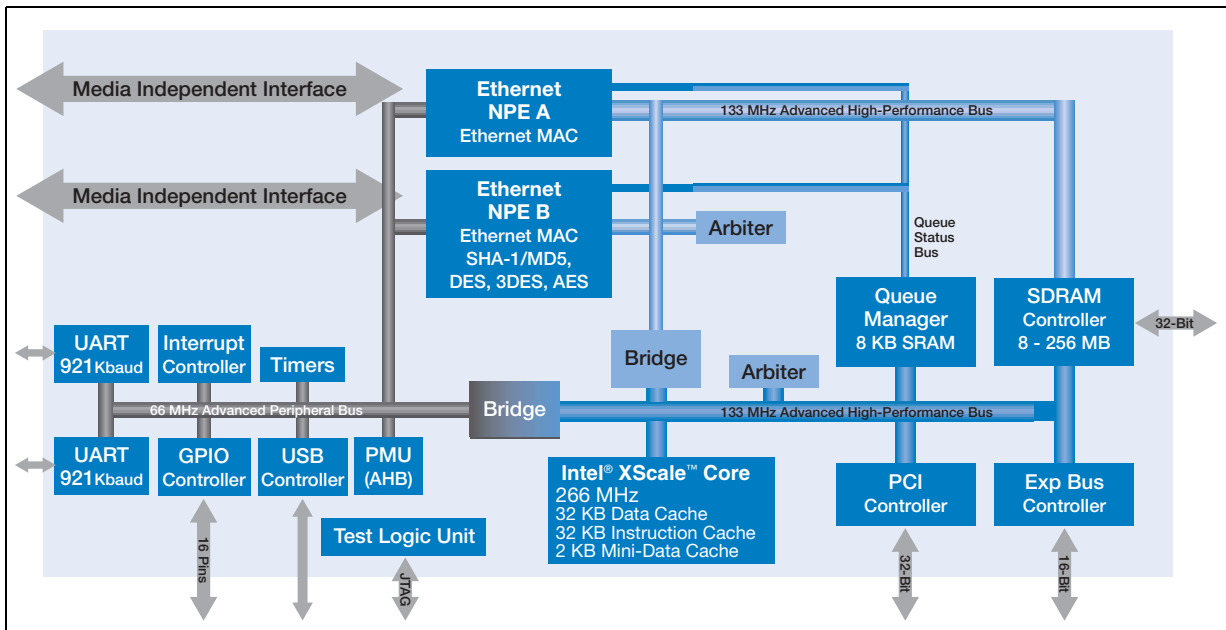 Media Independent Interface
Ethernet
NPE A
Ethernet MAC
133 MHz Advanced High-Performance Bus
Media Independent Interface
Ethernet
NPE B
Ethernet MAC
SHA-1/MD5,
DES, 3DES, AES
Arbiter
Queue
Status
Bus
Queue
Manager
8 KB SRAM
SDRAM
Controller
8 - 256 MB
32-Bit
UART
921Kbaud
Interrupt
Controller
Timers
Bridge
Arbiter
66 MHz Advanced Peripheral Bus
Bridge
133 MHz Advanced High-Performance Bus
UART
921Kbaud
GPIO
Controller
USB
Controller
PMU
(AHB)
Intel® XScale™ Core
266 MHz
32 KB Data Cache
32 KB Instruction Cache
2 KB Mini-Data Cache
PCI
Controller
Exp Bus
Controller
Test Logic Unit
16 Pins
JTAG
32-Bit
16-Bit